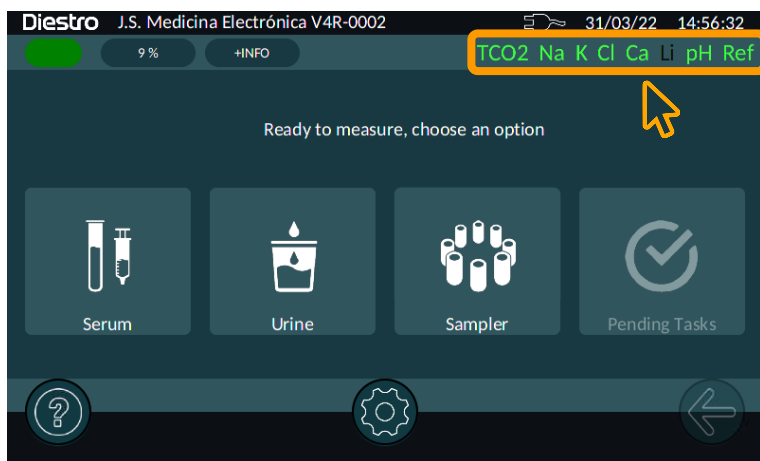 Diestro J.S. Medicina Electrónica V4R-0002 31/03/22 14:56:32
9 % +INFO TCO2 Na K Cl Ca Li pH Ref
Ready to measure, choose an option
Serum Urine Sampler Pending Tasks
?